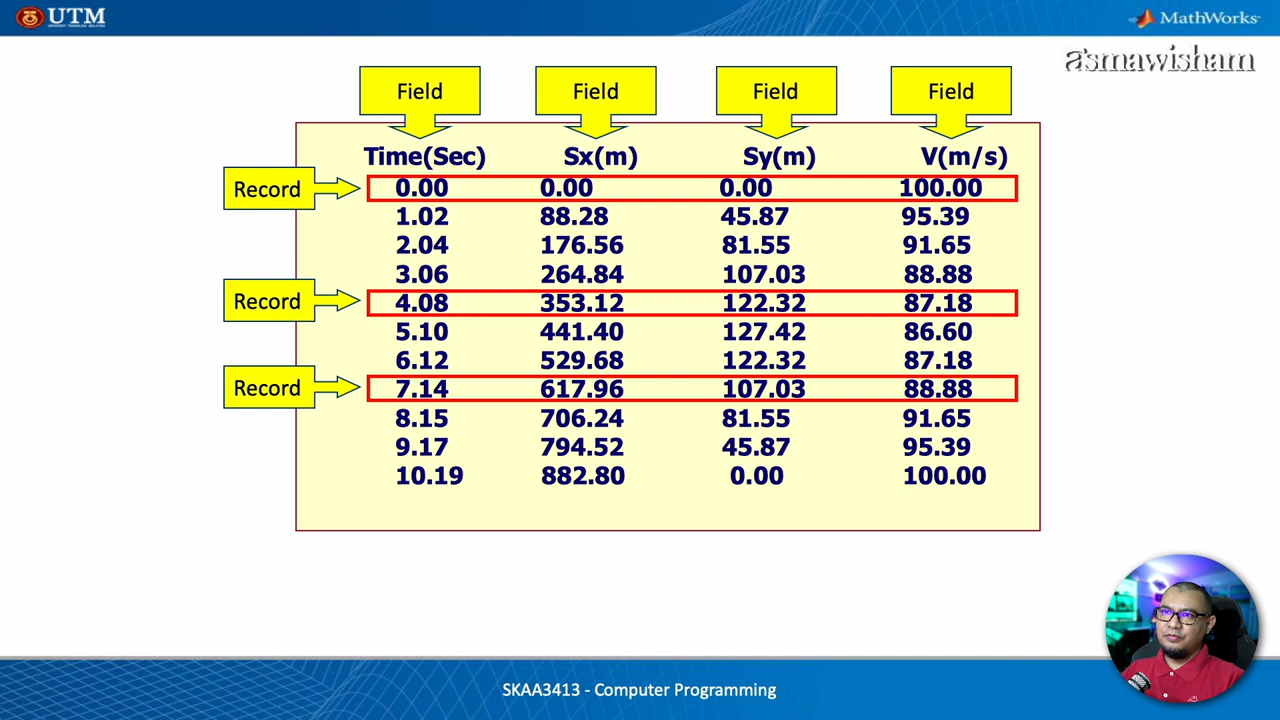 UTM
MathWorks
asmawisham
Field Field Field Field
Time(Sec) Sx(m) Sy(m) V(m/s)
Record 0.00 0.00 0.00 100.00
1.02 88.28 45.87 95.39
2.04 176.56 81.55 91.65
3.06 264.84 107.03 88.88
Record 4.08 353.12 122.32 87.18
5.10 441.40 127.42 86.60
6.12 529.68 122.32 87.18
Record 7.14 617.96 107.03 88.88
8.15 706.24 81.55 91.65
9.17 794.52 45.87 95.39
10.19 882.80 0.00 100.00
SKAA3413 - Computer Programming